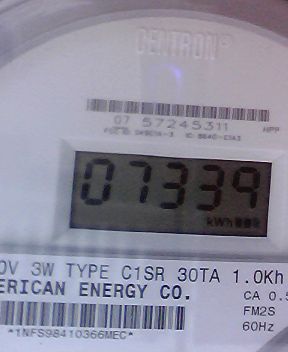 CENTRON®
07 57245311
07339
kWh
0V 3W TYPE C1SR 30TA 1.0Kh
ERICAN ENERGY CO.
CA 0.5
FM2S
60Hz
*1NFS98410366MEC*